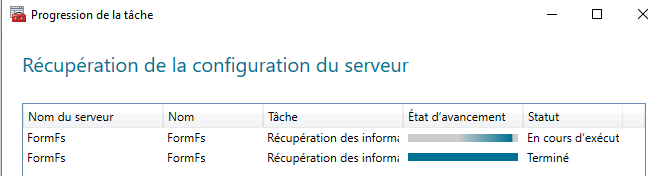 Progression de la tâche
Récupération de la configuration du serveur
Nom du serveur Nom Tâche État d'avancement Statut
FormFs FormFs Récupération des informa En cours d'exécut
FormFs FormFs Récupération des informa Terminé